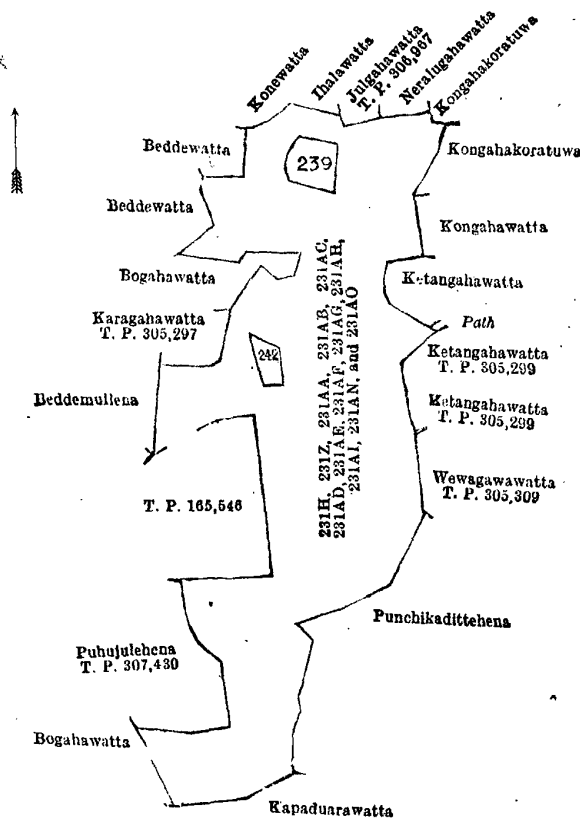 Konewatta
Ihalawatta
Julgahawatta
T. P. 306,967
Neralugahawatta
Kongahakoratuwa
Beddewatta
239
Kongahakoratuwa
Beddewatta
Kongahawatta
Bogahawatta
Ketangahawatta
Karagahawatta
T. P. 305,297
Path
242
Ketangahawatta
T. P. 305,299
Beddemullena
Ketangahawatta
T. P. 305,299
231H, 231Z, 231AA, 231AB, 231AC,
231AD, 231AE, 231AF, 231AG, 231AH,
231AI, 231AN, and 231AO
Wewagawawatta
T. P. 305,309
T. P. 165,546
Punchikadittehena
Puhujulehena
T. P. 307,430
Bogahawatta
Kapaduarawatta